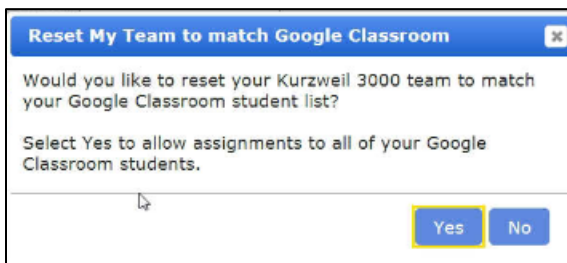 Reset My Team to match Google Classroom
Would you like to reset your Kurzweil 3000 team to match
your Google Classroom student list?
Select Yes to allow assignments to all of your Google
Classroom students.
Yes No